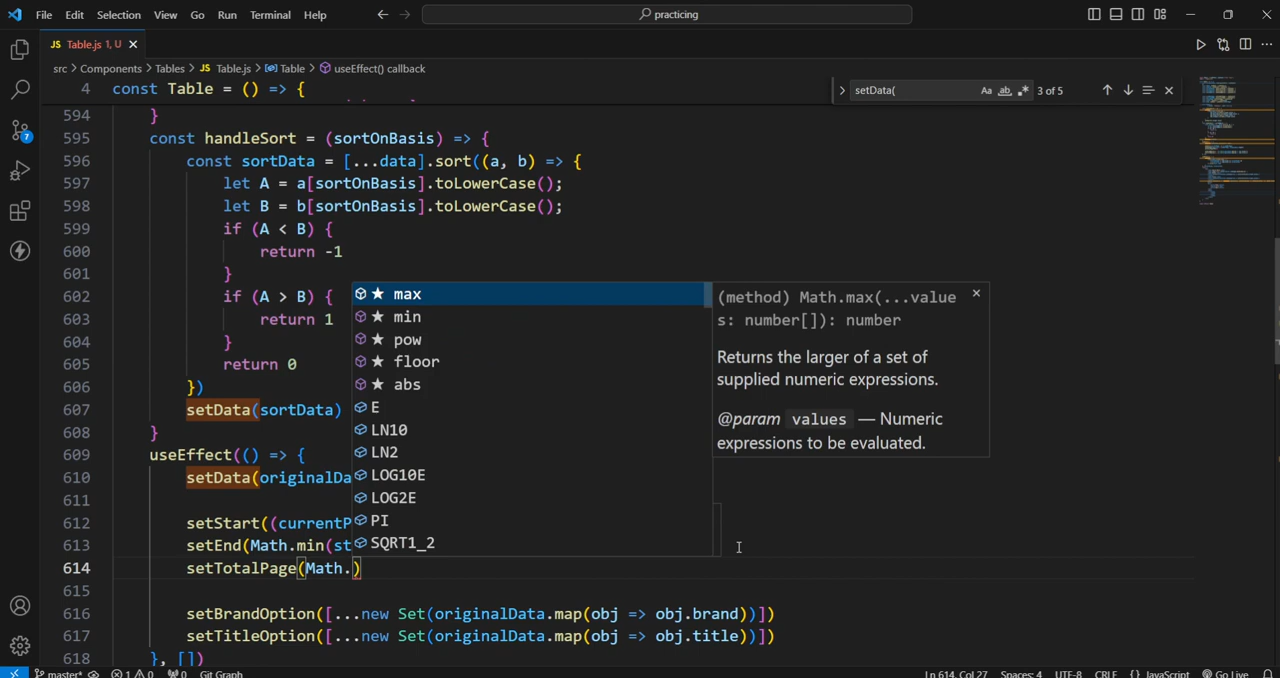 File Edit Selection View Go Run Terminal Help practicing
JS Table.js 1, U
src > Components > Tables > JS Table.js > Table > useEffect() callback
4 const Table = () => {
setData( Aa ab .* 3 of 5
594 }
595 const handleSort = (sortOnBasis) => {
596 const sortData = [...data].sort((a, b) => {
597 let A = a[sortOnBasis].toLowerCase();
598 let B = b[sortOnBasis].toLowerCase();
599 if (A < B) {
600 return -1
601 }
602 if (A > B) {
603 return 1
604 }
605 return 0
606 })
607 setData(sortData)
608 }
609 useEffect(() => {
610 setData(originalDa
611
612 setStart((currentP
613 setEnd(Math.min(st
614 setTotalPage(Math.)
615
616 setBrandOption([...new Set(originalData.map(obj => obj.brand))])
617 setTitleOption([...new Set(originalData.map(obj => obj.title))])
618 }, [])
★ max
★ min
★ pow
★ floor
★ abs
E
LN10
LN2
LOG10E
LOG2E
PI
SQRT1_2
(method) Math.max(...value
s: number[]): number
Returns the larger of a set of
supplied numeric expressions.
@param values — Numeric
expressions to be evaluated.
7
master* 1 0 0 Git Graph Ln 614, Col 27 Spaces: 4 UTF-8 CRLF {} JavaScript Go Live